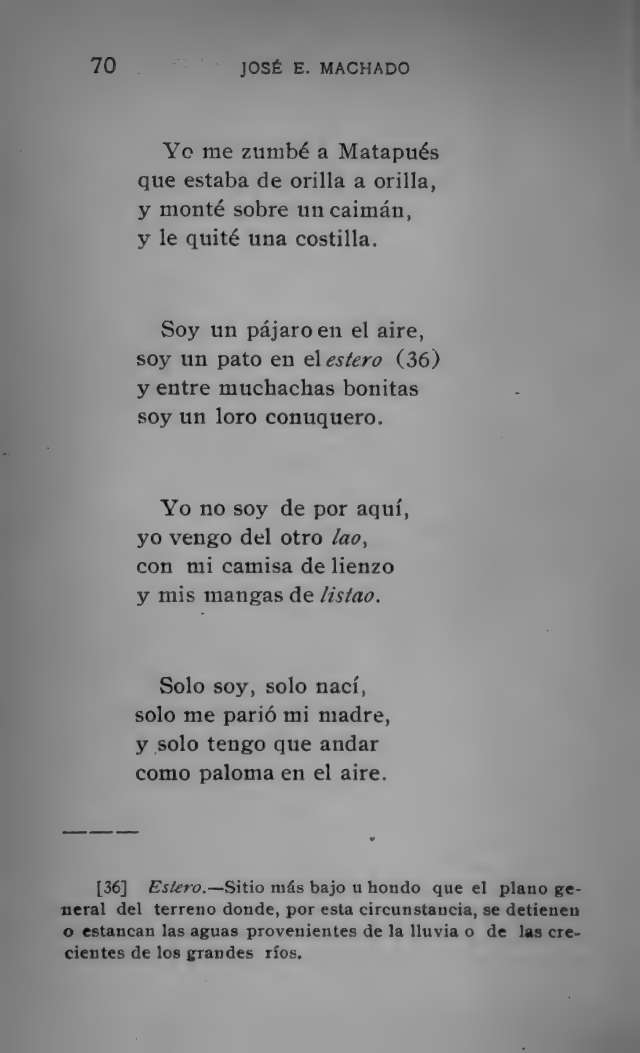 70 JOSÉ E. MACHADO
Yo me zumbé a Matapués
que estaba de orilla a orilla,
y monté sobre un caimán,
y le quité una costilla.
Soy un pájaro en el aire,
soy un pato en el estero (36)
y entre muchachas bonitas
soy un loro conuquero.
Yo no soy de por aquí,
yo vengo del otro lao,
con mi camisa de lienzo
y mis mangas de listao.
Solo soy, solo nací,
solo me parió mi madre,
y solo tengo que andar
como paloma en el aire.
[36] Estero.—Sitio más bajo u hondo que el plano ge-
neral del terreno donde, por esta circunstancia, se detienen
o estancan las aguas provenientes de la lluvia o de las cre-
cientes de los grandes ríos.